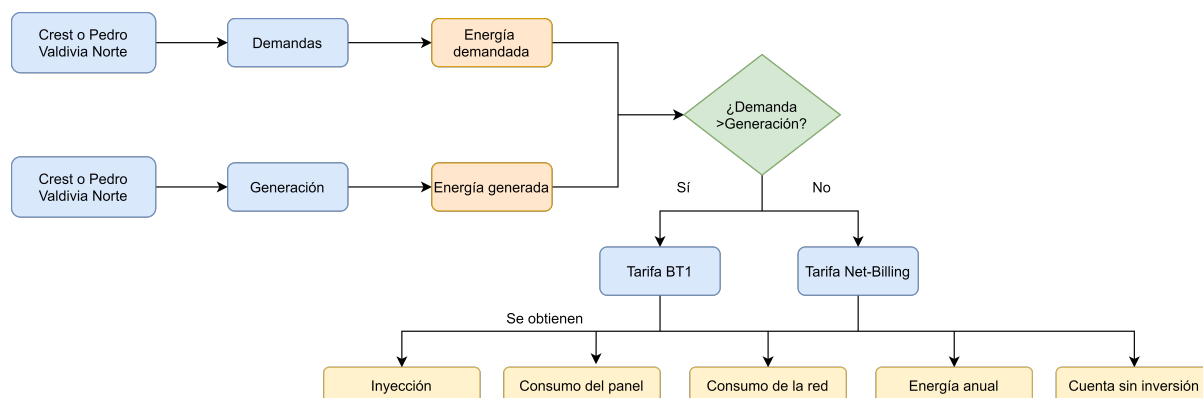 Crest o Pedro
Valdivia Norte
Demandas
Energía
demandada
¿Demanda
>Generación?
Crest o Pedro
Valdivia Norte
Generación
Energía generada
Sí
No
Tarifa BT1
Tarifa Net-Billing
Se obtienen
Inyección
Consumo del panel
Consumo de la red
Energía anual
Cuenta sin inversión